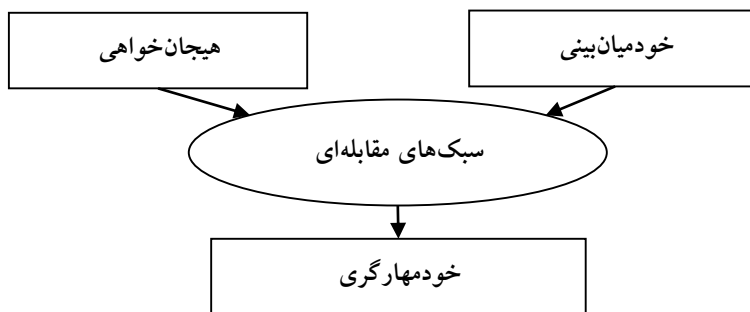 خودمیان‌بینی
هیجان‌خواهی
سبک‌های مقابله‌ای
خودمهارگری